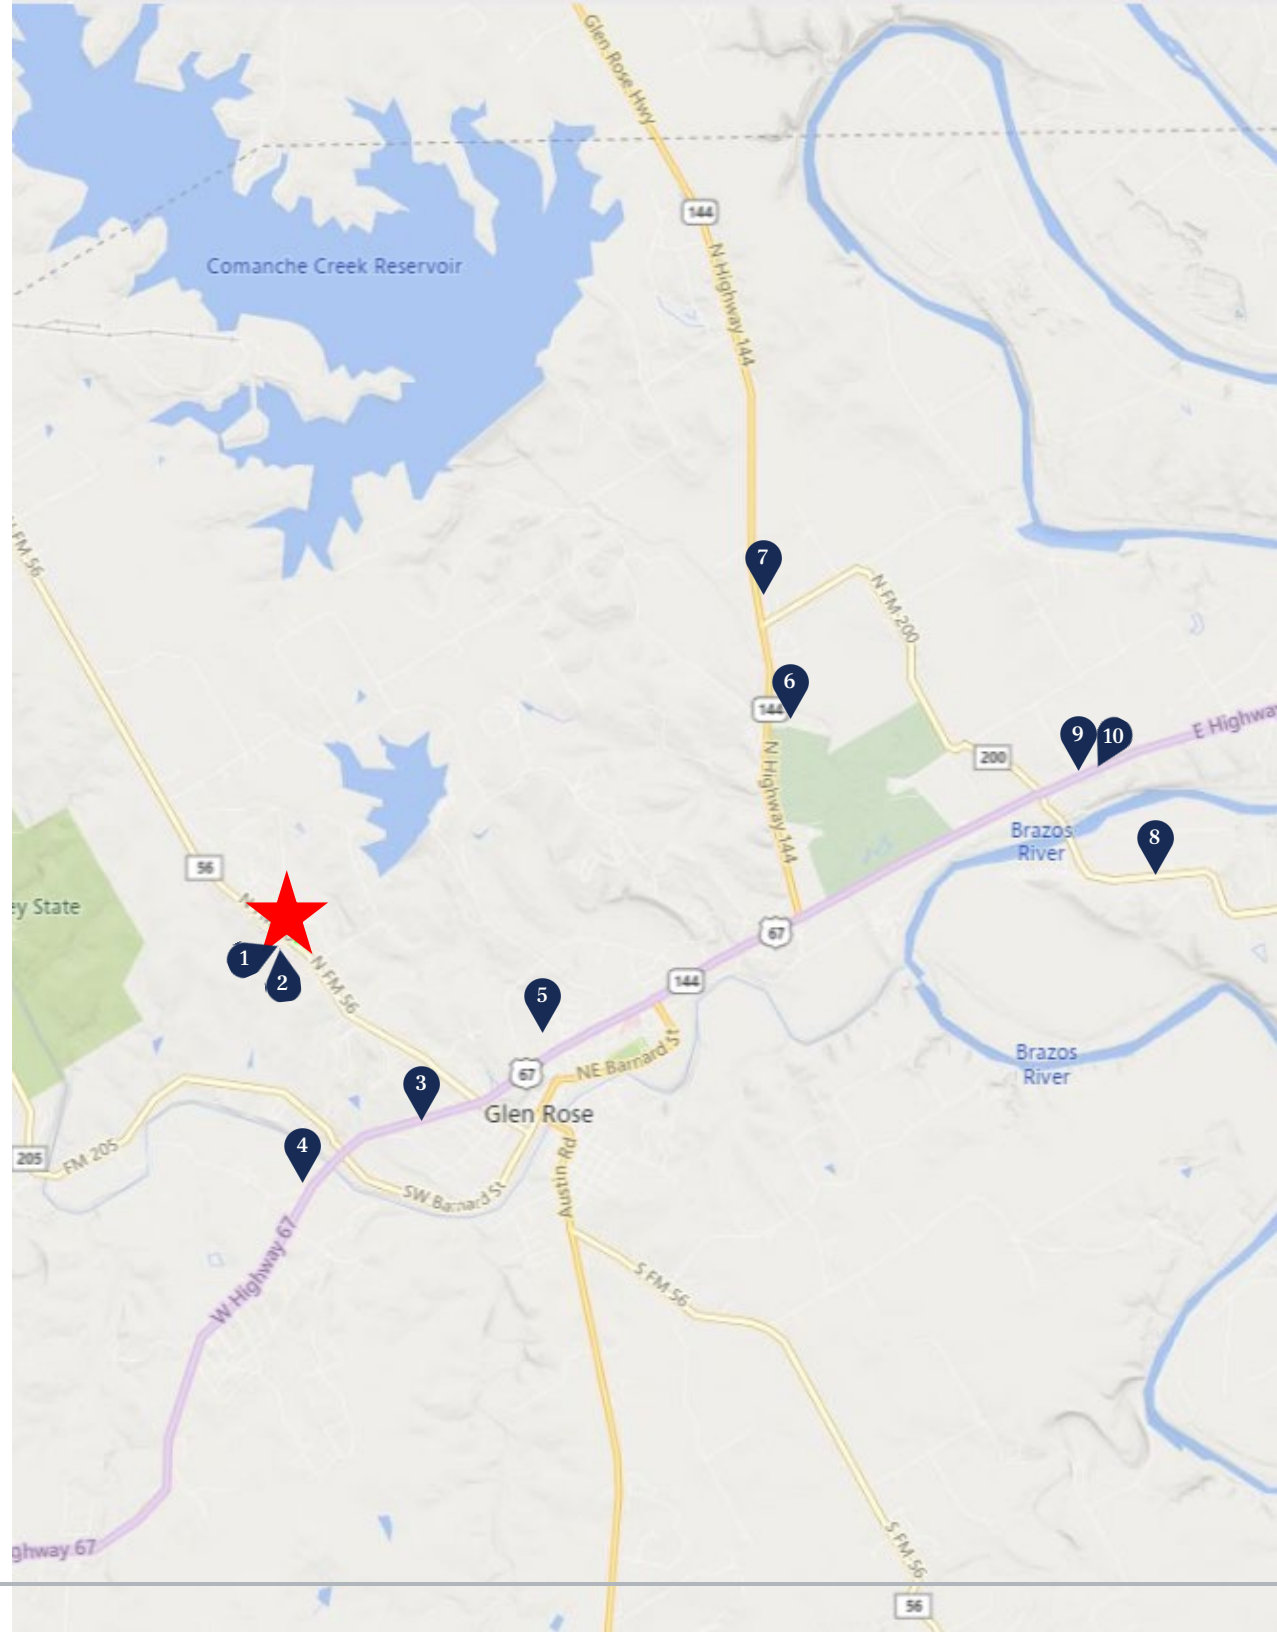 Glen Rose Hwy
144
Comanche Creek Reservoir
N Highway 144
FM 56
7
N FM 200
6
144
E Highway
9
10
N Highway 144
200
Brazos
River
8
56
ey State
67
1
N FM 56
2
144
5
Brazos
River
67
NE Barnard St
3
Glen Rose
4
205
FM 205
SW Barnard St
Austin Rd
W Highway 67
S FM 56
ghway 67
S FM 56
56